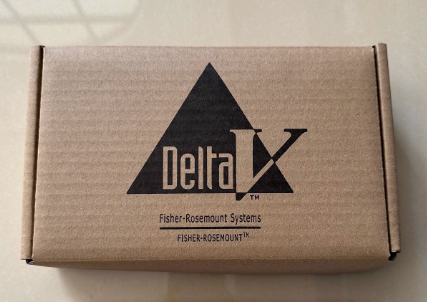 DeltaV
TM
Fisher-Rosemount Systems
FISHER-ROSEMOUNT™